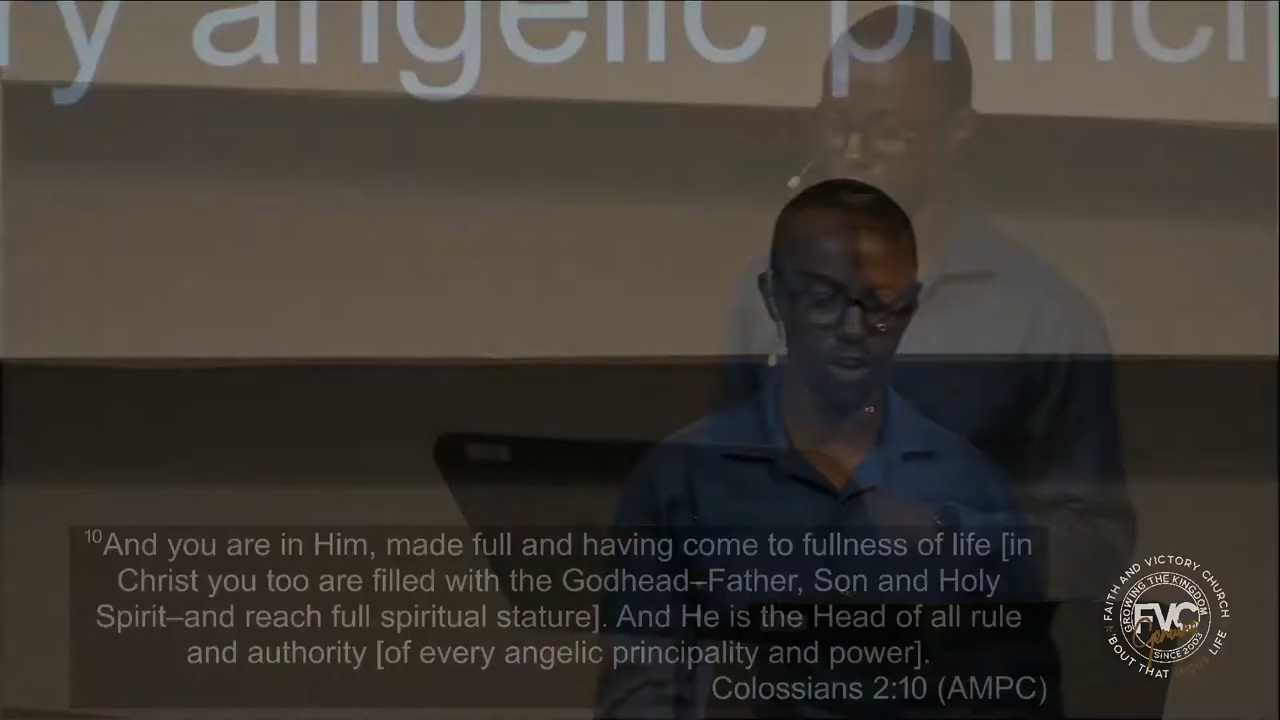 ry angelic princip
¹⁰And you are in Him, made full and having come to fullness of life [in
Christ you too are filled with the Godhead–Father, Son and Holy
Spirit–and reach full spiritual stature]. And He is the Head of all rule
and authority [of every angelic principality and power].
Colossians 2:10 (AMPC)
FAITH AND VICTORY CHURCH
GROWING THE KINGDOM
FVC
SINCE 2003
'BOUT THAT
LIFE